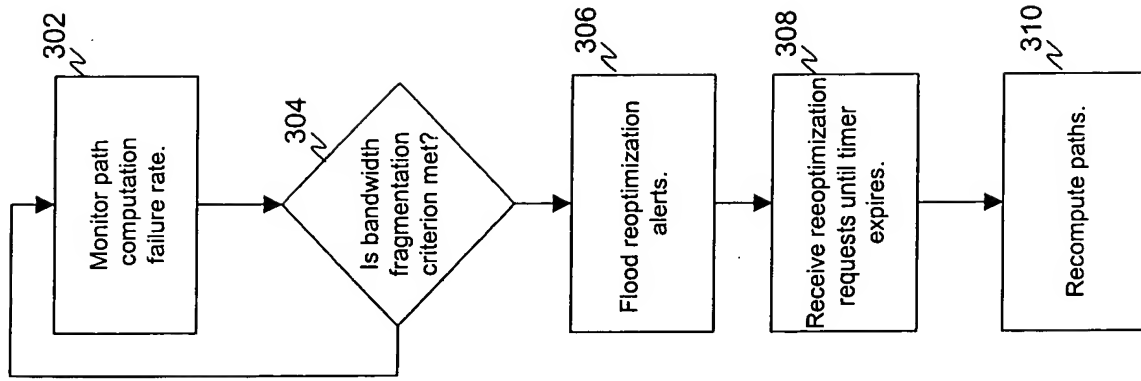 302
Monitor path
computation
failure rate.
304
Is bandwidth
fragmentation
criterion met?
306
Flood reoptimization
alerts.
308
Receive reeoptimization
requests until timer
expires.
310
Recompute paths.